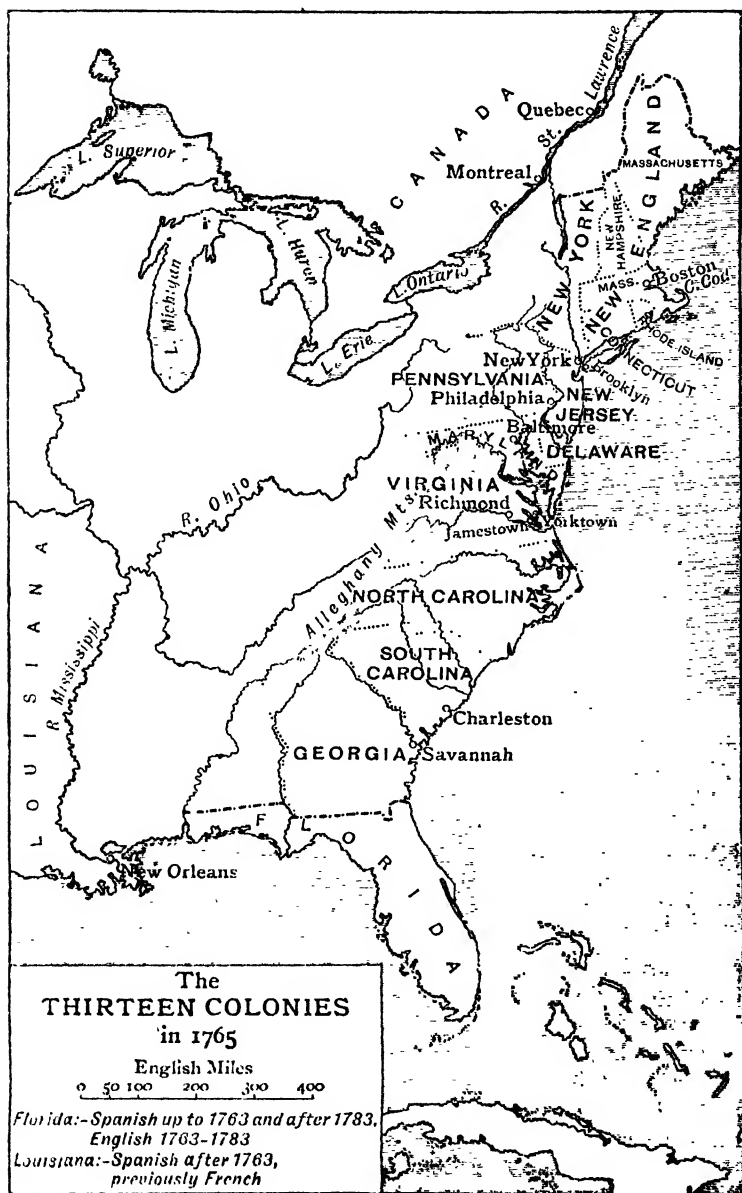 Quebec
R. St. Lawrence
CANADA
Montreal
L. Superior
L. Michigan
L. Huron
L. Ontario
L. Erie
NEW ENGLAND
MASSACHUSETTS
NEW HAMPSHIRE
NEW YORK
MASS.
Boston
C. Cod
RHODE ISLAND
CONNECTICUT
New York
Brooklyn
PENNSYLVANIA
Philadelphia
NEW JERSEY
Baltimore
MARYLAND
DELAWARE
VIRGINIA
Richmond
Jamestown
Yorktown
R. Ohio
Alleghany Mts.
NORTH CAROLINA
SOUTH CAROLINA
Charleston
GEORGIA
Savannah
LOUISIANA
R Mississippi
FLORIDA
New Orleans
The
THIRTEEN COLONIES
in 1765
English Miles
0 50 100 200 300 400
Florida:-Spanish up to 1763 and after 1783,
English 1763-1783
Louisiana:-Spanish after 1763,
previously French